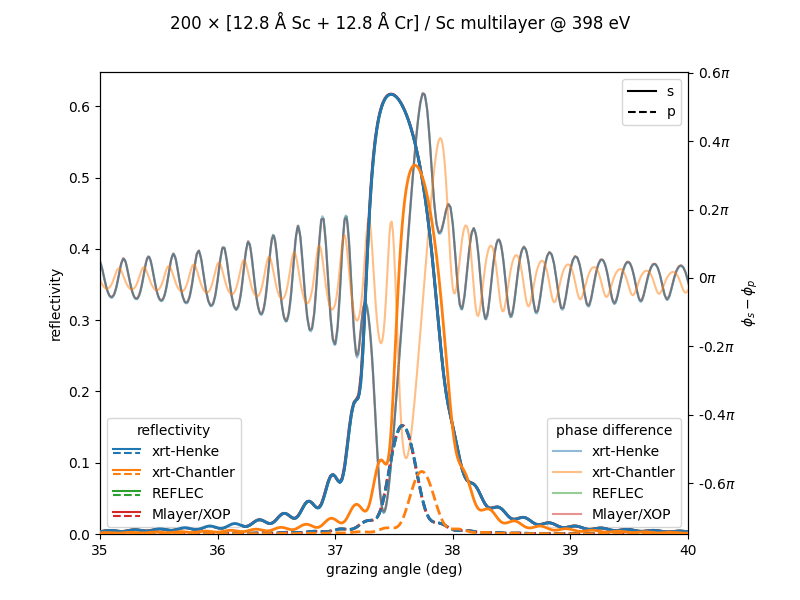 200 × [12.8 Å Sc + 12.8 Å Cr] / Sc multilayer @ 398 eV
s
p
reflectivity
0.6
0.5
0.4
0.3
0.2
0.1
0.0
0.6π
0.4π
0.2π
0π
-0.2π
-0.4π
-0.6π
ϕs − ϕp
reflectivity
xrt-Henke
xrt-Chantler
REFLEC
Mlayer/XOP
phase difference
xrt-Henke
xrt-Chantler
REFLEC
Mlayer/XOP
35
36
37
38
39
40
grazing angle (deg)